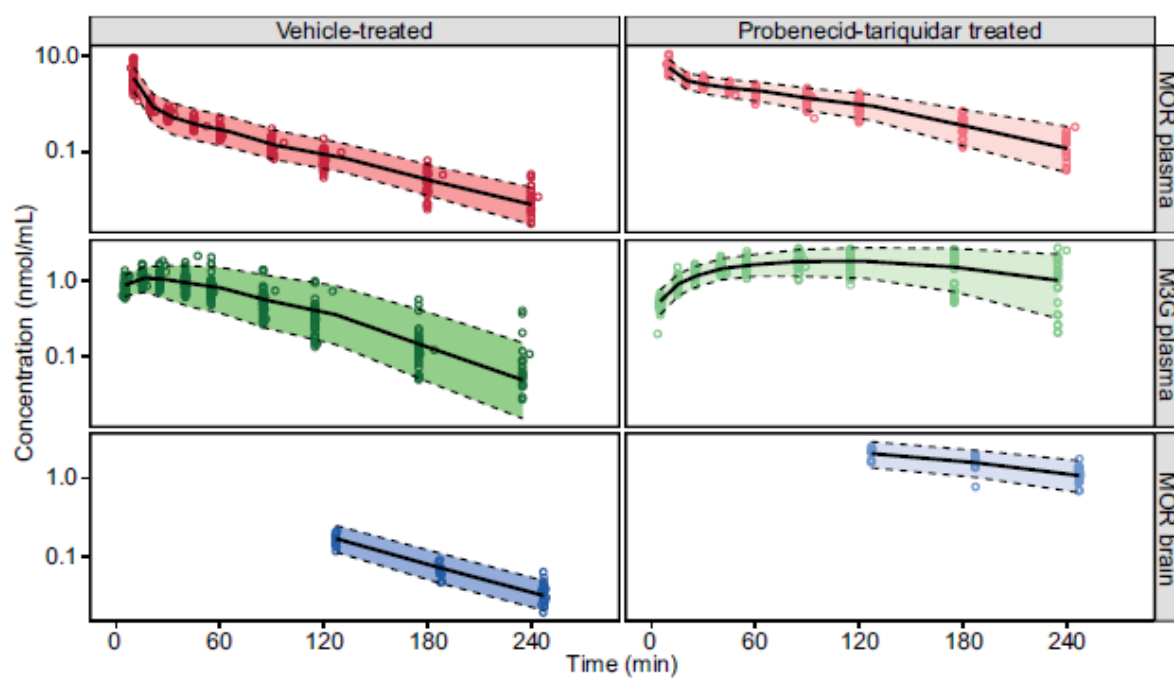 Vehicle-treated
Probenecid-tariquidar treated
10.0
0.1
MOR plasma
Concentration (nmol/mL)
1.0
0.1
M3G plasma
1.0
0.1
MOR brain
0 60 120 180 240
0 60 120 180 240
Time (min)